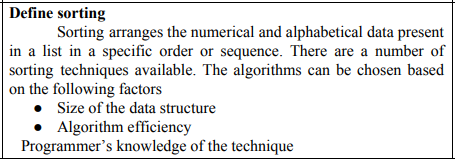 Define sorting
Sorting arranges the numerical and alphabetical data present
in a list in a specific order or sequence. There are a number of
sorting techniques available. The algorithms can be chosen based
on the following factors
● Size of the data structure
● Algorithm efficiency
Programmer’s knowledge of the technique